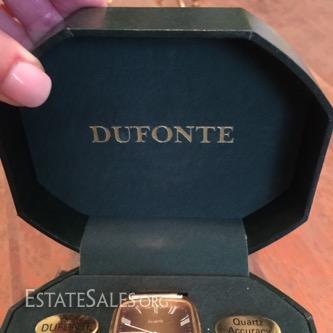 DUFONTE
ESTATESALES.ORG
DUFONTE
QUARTZ
Quartz
Accuracy